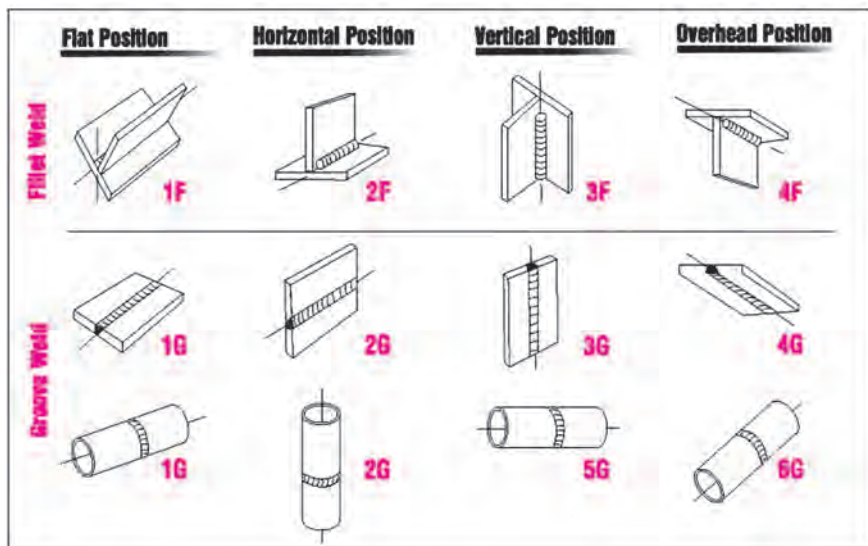 Flat Position
Horizontal Position
Vertical Position
Overhead Position
Fillet Weld
1F
2F
3F
4F
Groove Weld
1G
2G
3G
4G
1G
2G
5G
6G